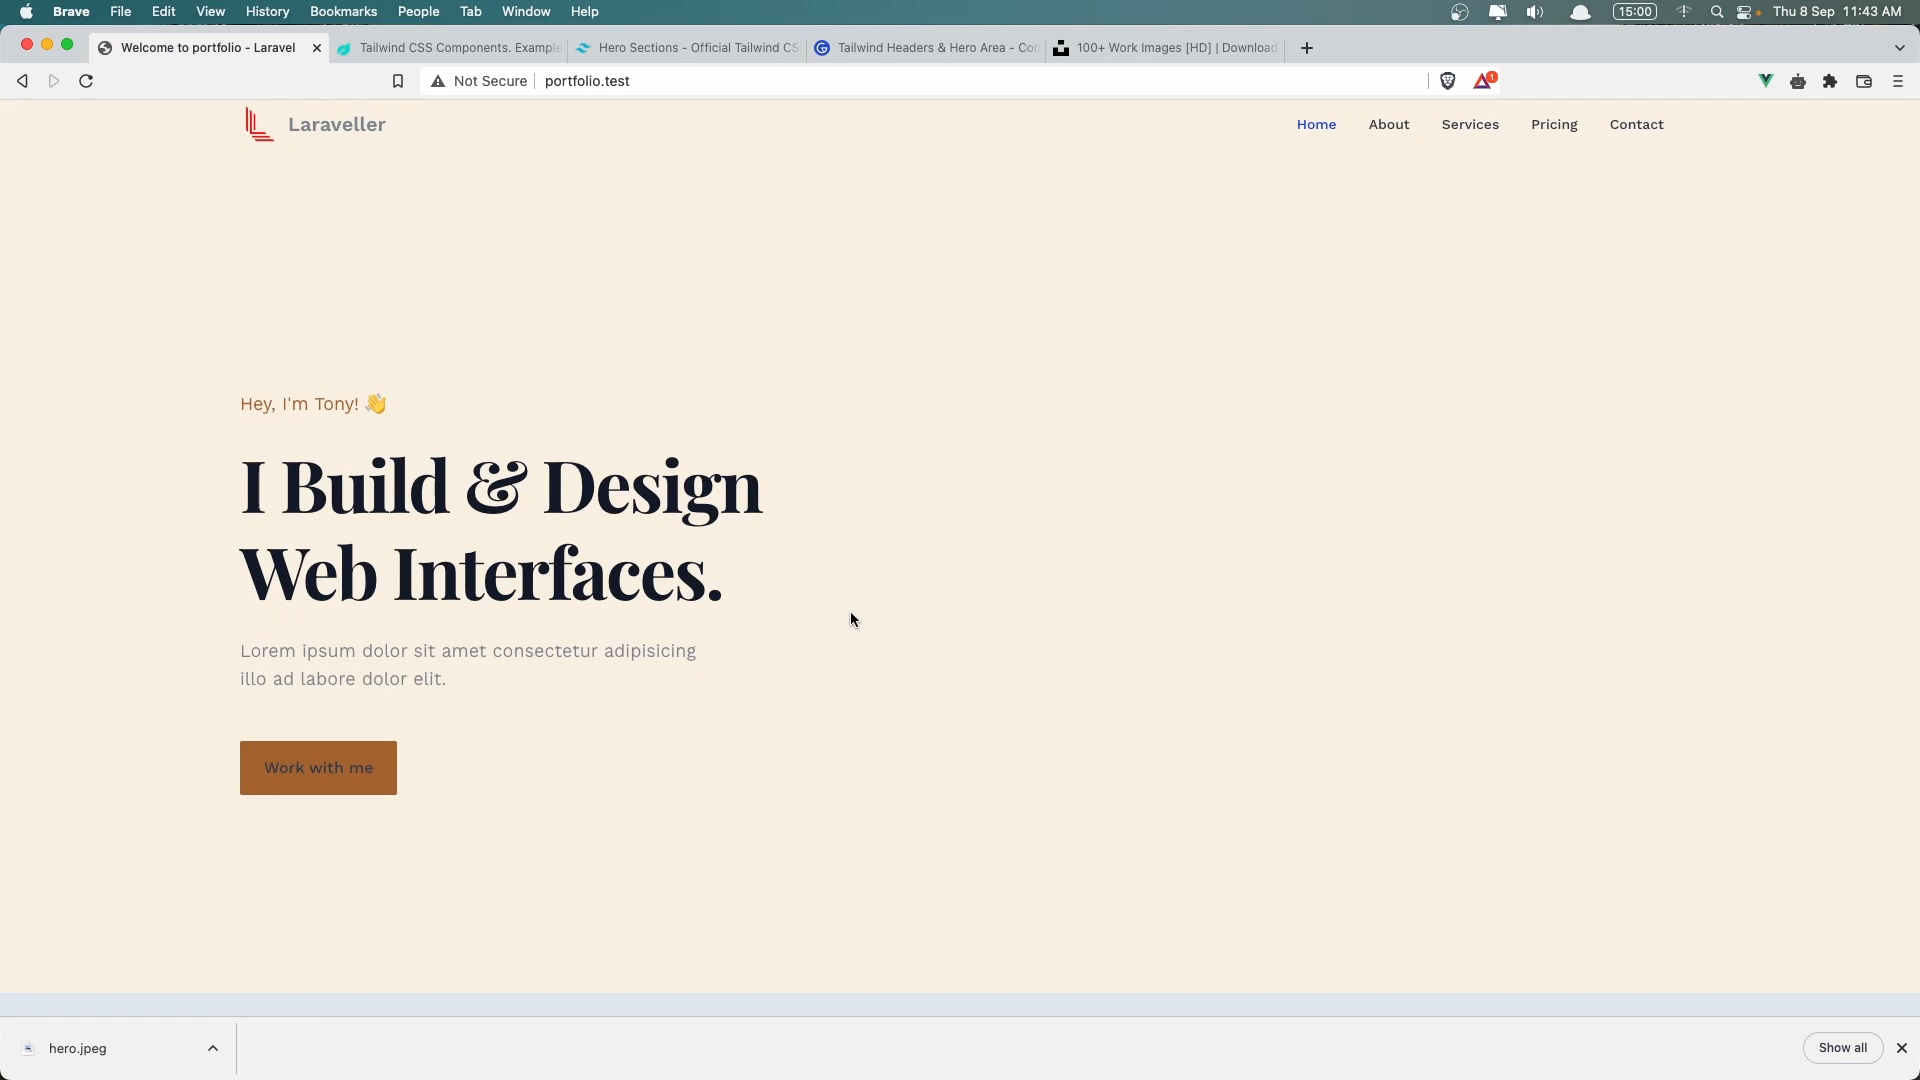 Brave File Edit View History Bookmarks People Tab Window Help 15:00 Thu 8 Sep 11:43 AM
Welcome to portfolio - Laravel Tailwind CSS Components. Example Hero Sections - Official Tailwind CS Tailwind Headers & Hero Area - Con 100+ Work Images [HD] | Download
Not Secure portfolio.test 1
Laraveller Home About Services Pricing Contact
Hey, I'm Tony! 👋
I Build & Design
Web Interfaces.
Lorem ipsum dolor sit amet consectetur adipisicing
illo ad labore dolor elit.
Work with me
hero.jpeg Show all